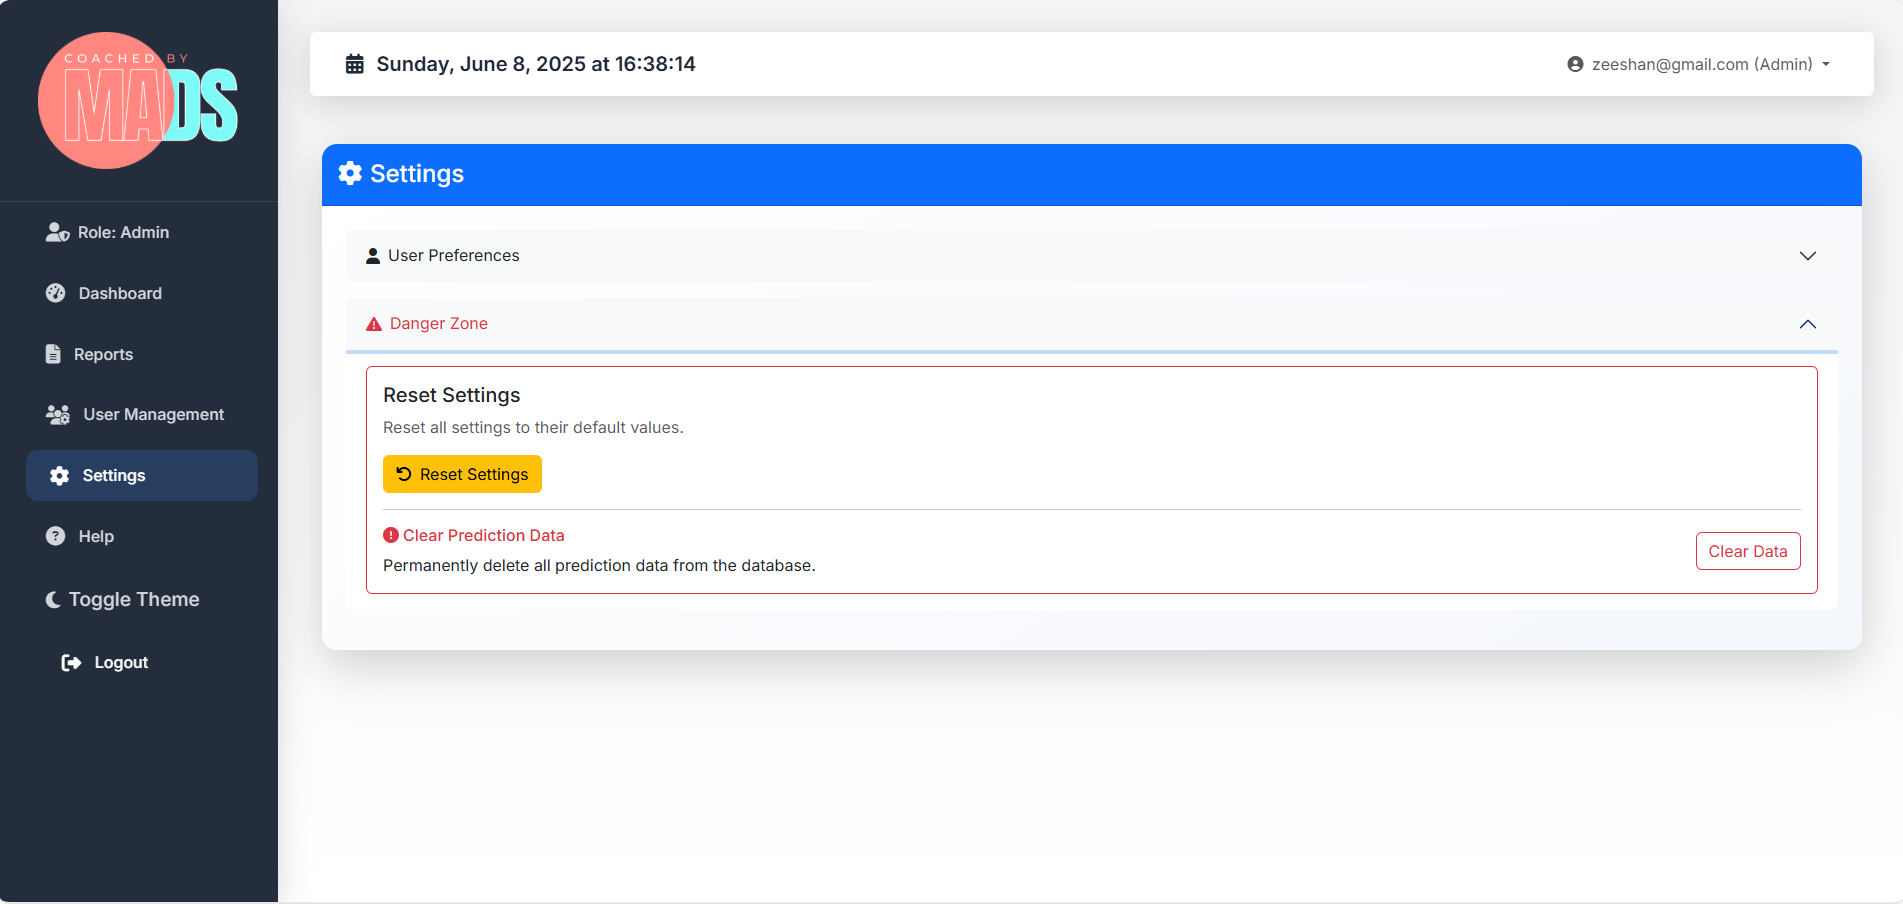 COACHED BY
MADS
Role: Admin
Dashboard
Reports
User Management
Settings
Help
Toggle Theme
Logout
Sunday, June 8, 2025 at 16:38:14
zeeshan@gmail.com (Admin)
Settings
User Preferences
Danger Zone
Reset Settings
Reset all settings to their default values.
Reset Settings
Clear Prediction Data
Permanently delete all prediction data from the database.
Clear Data